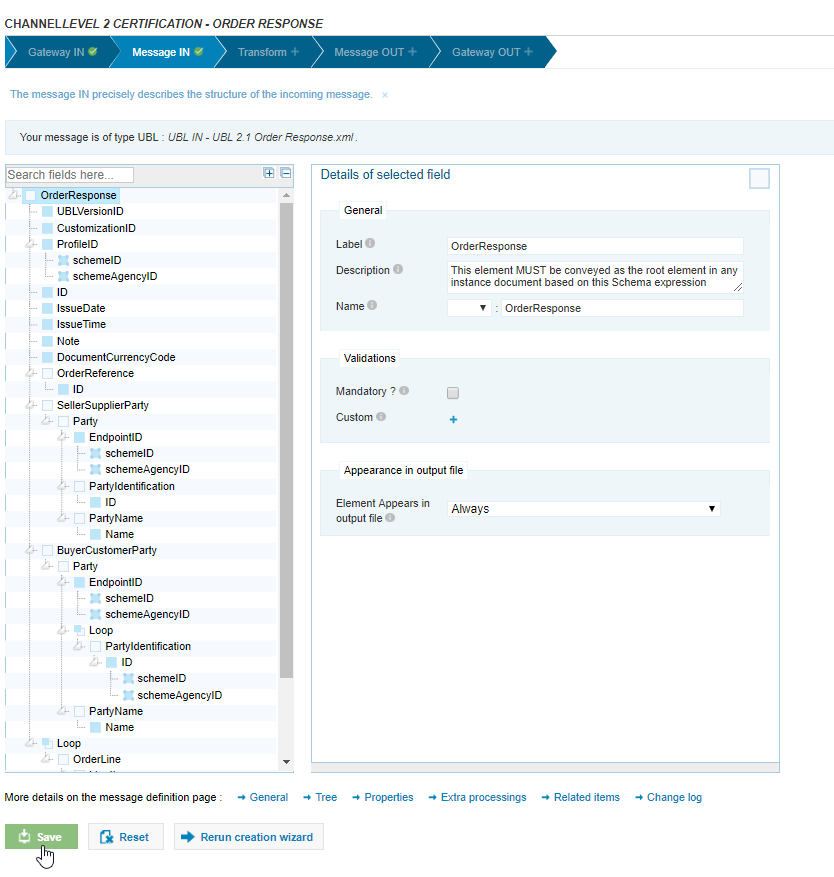 CHANNELLEVEL 2 CERTIFICATION - ORDER RESPONSE
Gateway IN Message IN Transform + Message OUT + Gateway OUT +
The message IN precisely describes the structure of the incoming message. ×
Your message is of type UBL : UBL IN - UBL 2.1 Order Response.xml .
Search fields here...
OrderResponse
UBLVersionID
CustomizationID
ProfileID
schemeID
schemeAgencyID
ID
IssueDate
IssueTime
Note
DocumentCurrencyCode
OrderReference
ID
SellerSupplierParty
Party
EndpointID
schemeID
schemeAgencyID
PartyIdentification
ID
PartyName
Name
BuyerCustomerParty
Party
EndpointID
schemeID
schemeAgencyID
Loop
PartyIdentification
ID
schemeID
schemeAgencyID
PartyName
Name
Loop
OrderLine
Details of selected field
General
Label OrderResponse
Description This element MUST be conveyed as the root element in any
instance document based on this Schema expression
Name : OrderResponse
Validations
Mandatory ?
Custom +
Appearance in output file
Element Appears in
output file Always
More details on the message definition page : General Tree Properties Extra processings Related items Change log
Save Reset Rerun creation wizard